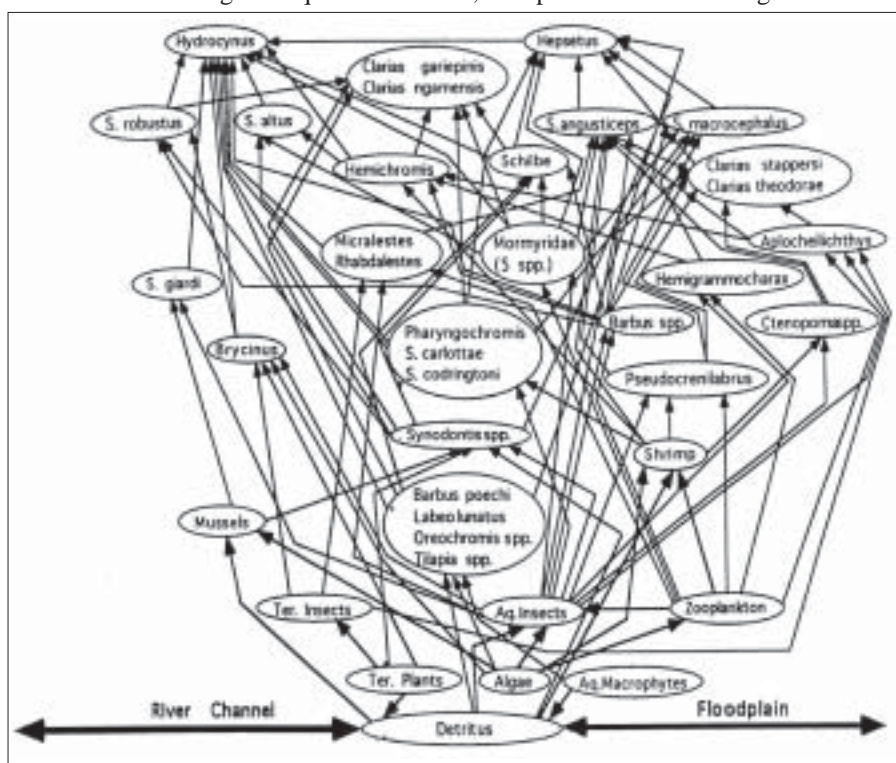 Hydrocynus
Hepsetus
Clarias gariepinis
Clarias ngamensis
S. robustus
S. altus
S.angusticeps
S. macrocephalus
Hemichromis
Schilbe
Clarias stappersi
Clarias theodorae
Micralestes
Rhabdalestes
Mormyridae
(5 spp.)
Aplocheilichthys
S. giardi
Hemigrammocharax
Barbus spp.
Ctenopoma spp.
Brycinus
Pharyngochromis
S. carlottae
S. codringtoni
Pseudocrenilabrus
Synodontis spp.
Shrimp
Mussels
Barbus poechi
Labeo lunatus
Oreochromis spp.
Tilapia spp.
Ter. Insects
Aq. Insects
Zooplankton
Ter. Plants
Algae
Aq. Macrophytes
River Channel
Detritus
Floodplain